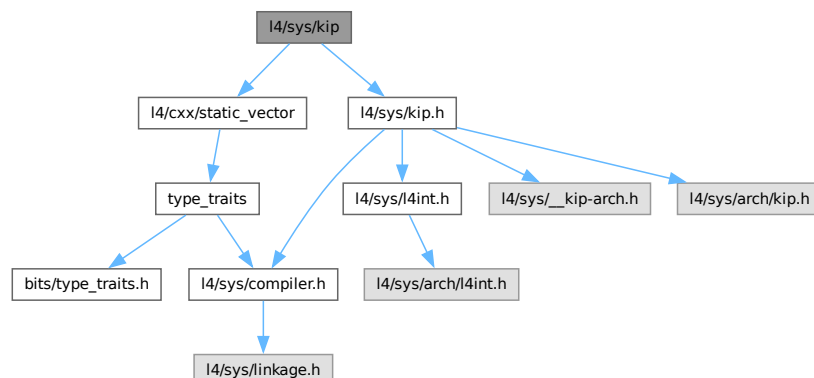 l4/sys/kip
l4/cxx/static_vector
l4/sys/kip.h
type_traits
l4/sys/l4int.h
l4/sys/__kip-arch.h
l4/sys/arch/kip.h
bits/type_traits.h
l4/sys/compiler.h
l4/sys/arch/l4int.h
l4/sys/linkage.h